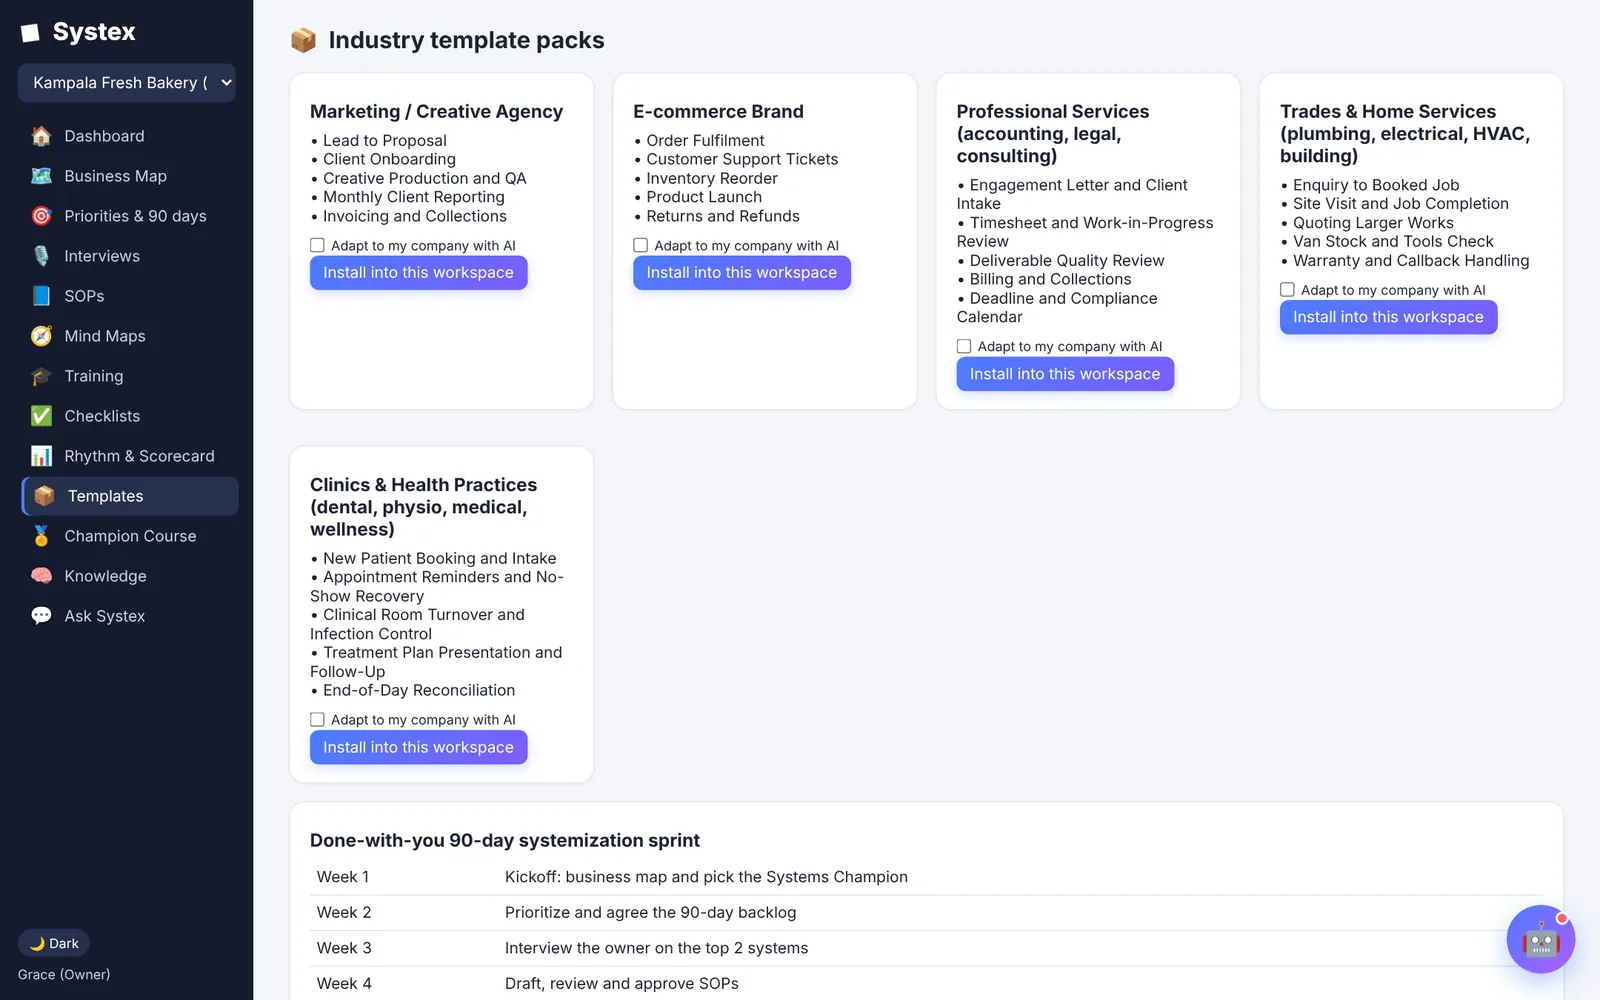 Systex
Kampala Fresh Bakery (
Dashboard
Business Map
Priorities & 90 days
Interviews
SOPs
Mind Maps
Training
Checklists
Rhythm & Scorecard
Templates
Champion Course
Knowledge
Ask Systex
Dark
Grace (Owner)
Industry template packs
Marketing / Creative Agency
• Lead to Proposal
• Client Onboarding
• Creative Production and QA
• Monthly Client Reporting
• Invoicing and Collections
Adapt to my company with AI
Install into this workspace
E-commerce Brand
• Order Fulfilment
• Customer Support Tickets
• Inventory Reorder
• Product Launch
• Returns and Refunds
Adapt to my company with AI
Install into this workspace
Professional Services
(accounting, legal,
consulting)
• Engagement Letter and Client
Intake
• Timesheet and Work-in-Progress
Review
• Deliverable Quality Review
• Billing and Collections
• Deadline and Compliance
Calendar
Adapt to my company with AI
Install into this workspace
Trades & Home Services
(plumbing, electrical, HVAC,
building)
• Enquiry to Booked Job
• Site Visit and Job Completion
• Quoting Larger Works
• Van Stock and Tools Check
• Warranty and Callback Handling
Adapt to my company with AI
Install into this workspace
Clinics & Health Practices
(dental, physio, medical,
wellness)
• New Patient Booking and Intake
• Appointment Reminders and No-
Show Recovery
• Clinical Room Turnover and
Infection Control
• Treatment Plan Presentation and
Follow-Up
• End-of-Day Reconciliation
Adapt to my company with AI
Install into this workspace
Done-with-you 90-day systemization sprint
Week 1 Kickoff: business map and pick the Systems Champion
Week 2 Prioritize and agree the 90-day backlog
Week 3 Interview the owner on the top 2 systems
Week 4 Draft, review and approve SOPs